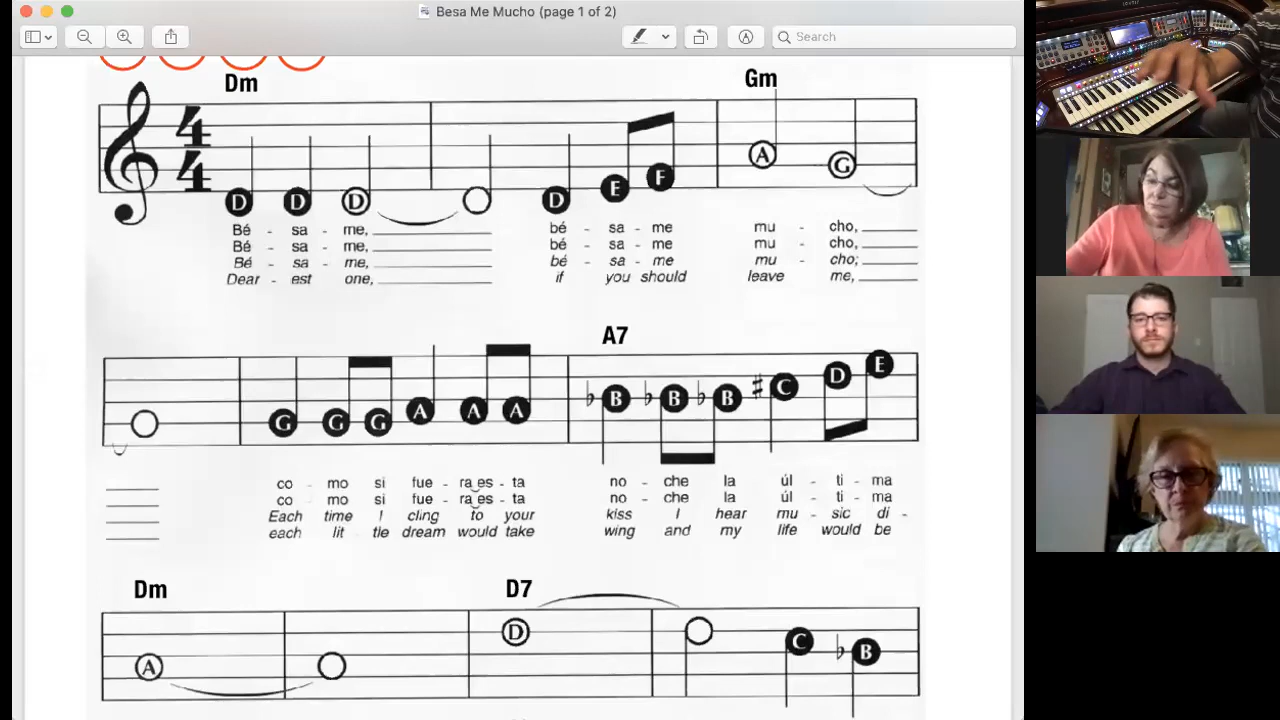 Besa Me Mucho (page 1 of 2)
Search
Dm Gm
4
4
D D D D E F A G
Bé - sa - me, bé - sa - me mu - cho,
Bé - sa - me, bé - sa - me mu - cho,
Bé - sa - me, bé - sa - me mu - cho;
Dear - est one, if you should leave me,
A7
G G G A A A ♭B ♭B ♭B ♯C D E
co - mo si fue - ra es - ta no - che la úl - ti - ma
co - mo si fue - ra es - ta no - che la úl - ti - ma
Each time I cling to your kiss I hear mu - sic di -
each lit tle dream would take wing and my life would be
Dm D7
A D C ♭B